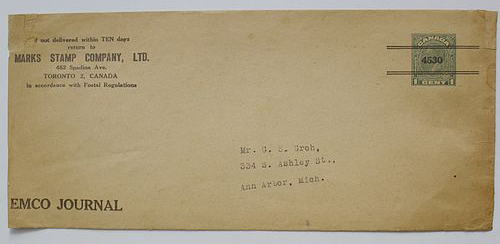 if not delivered within TEN days
return to
MARKS STAMP COMPANY, LTD.
462 Spadina Ave.
TORONTO 2, CANADA
in accordance with Postal Regulations
CANADA
4530
1 CENT 1
Mr. G. S. Groh,
334 S. Ashley St.,
Ann Arbor, Mich.
EMCO JOURNAL